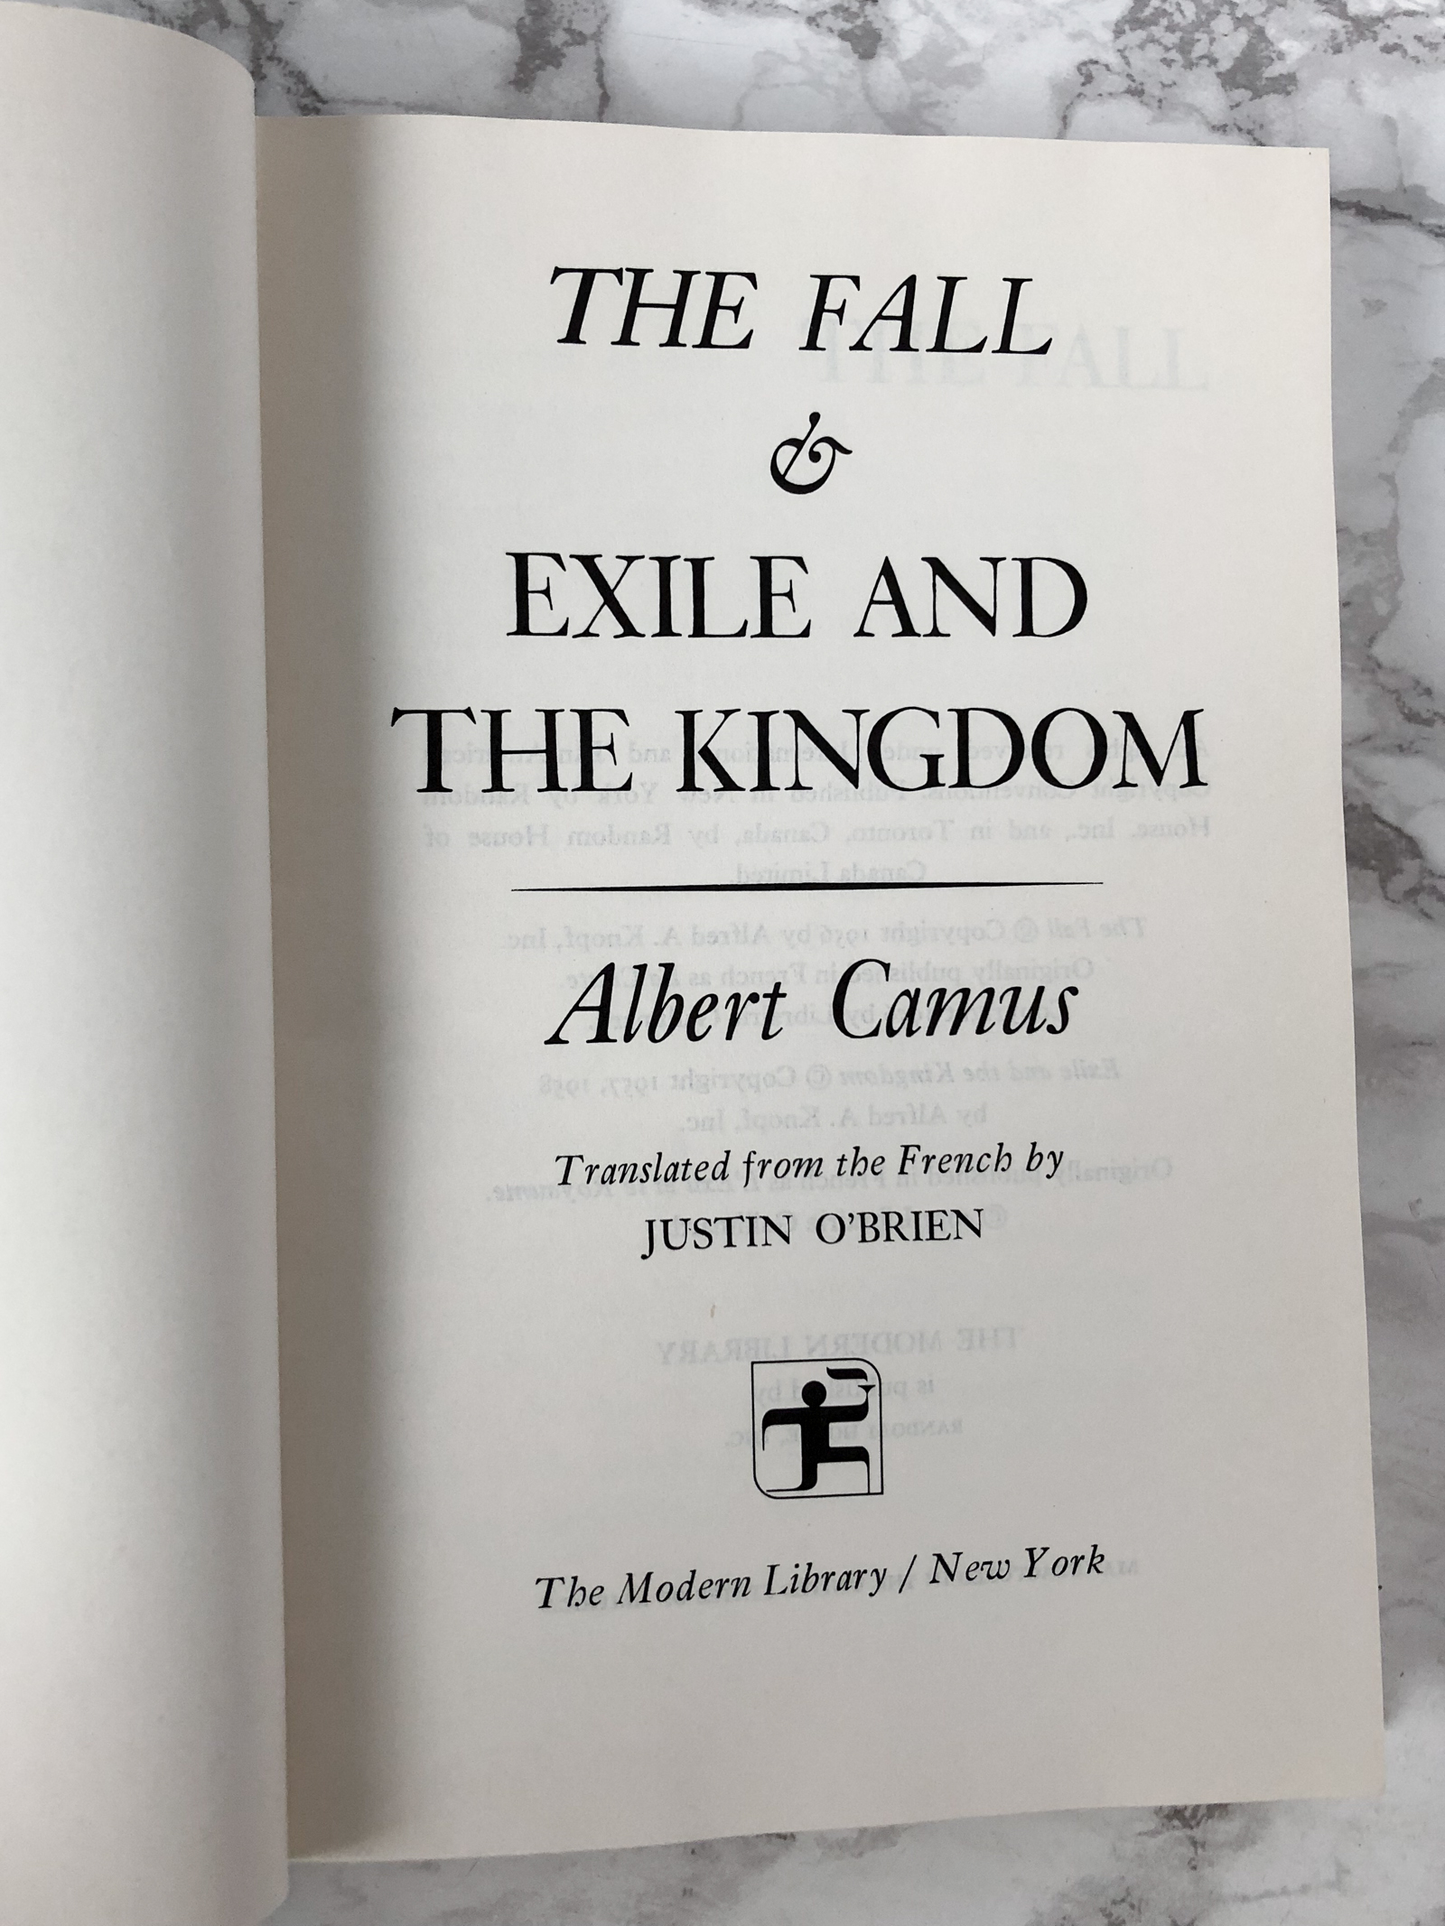 THE FALL
&
EXILE AND
THE KINGDOM
Albert Camus
Translated from the French by
JUSTIN O'BRIEN
The Modern Library / New York